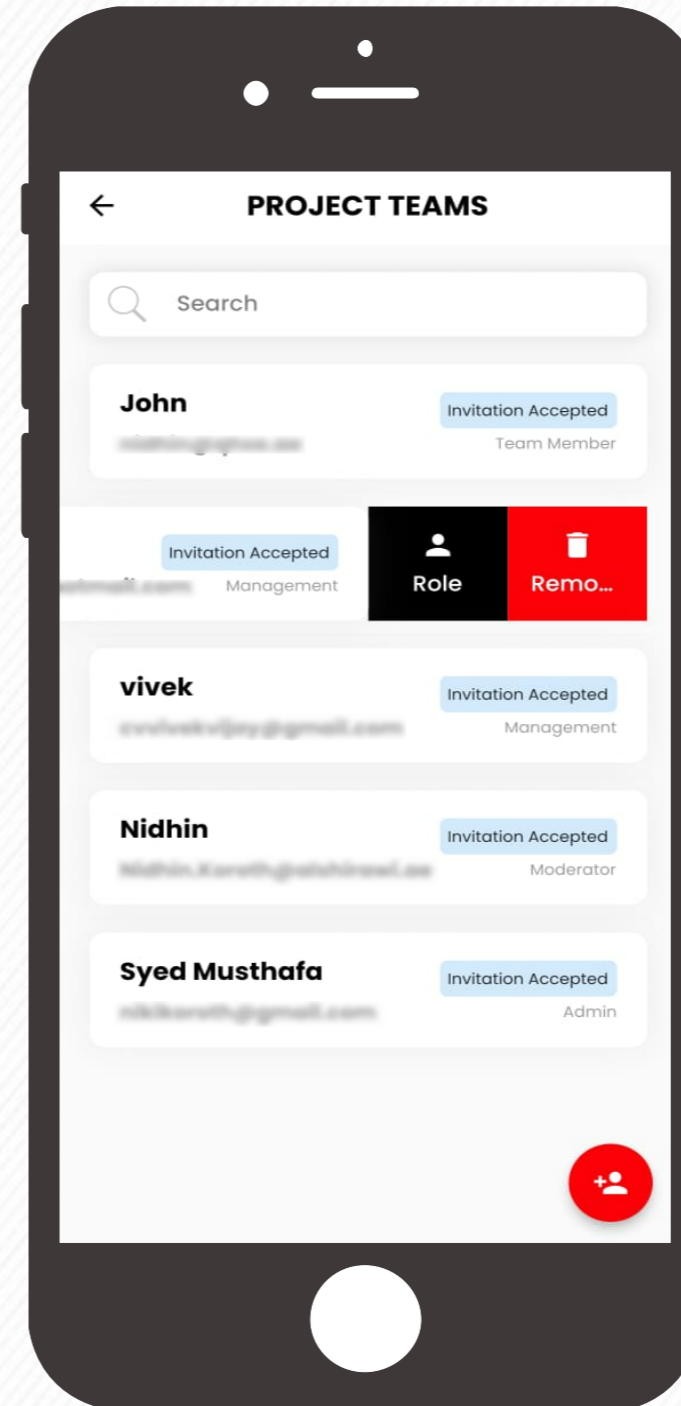 PROJECT TEAMS
Search
John
Invitation Accepted
Team Member
Invitation Accepted
Management
Role
Remo...
vivek
Invitation Accepted
Management
Nidhin
Invitation Accepted
Moderator
Syed Musthafa
Invitation Accepted
Admin